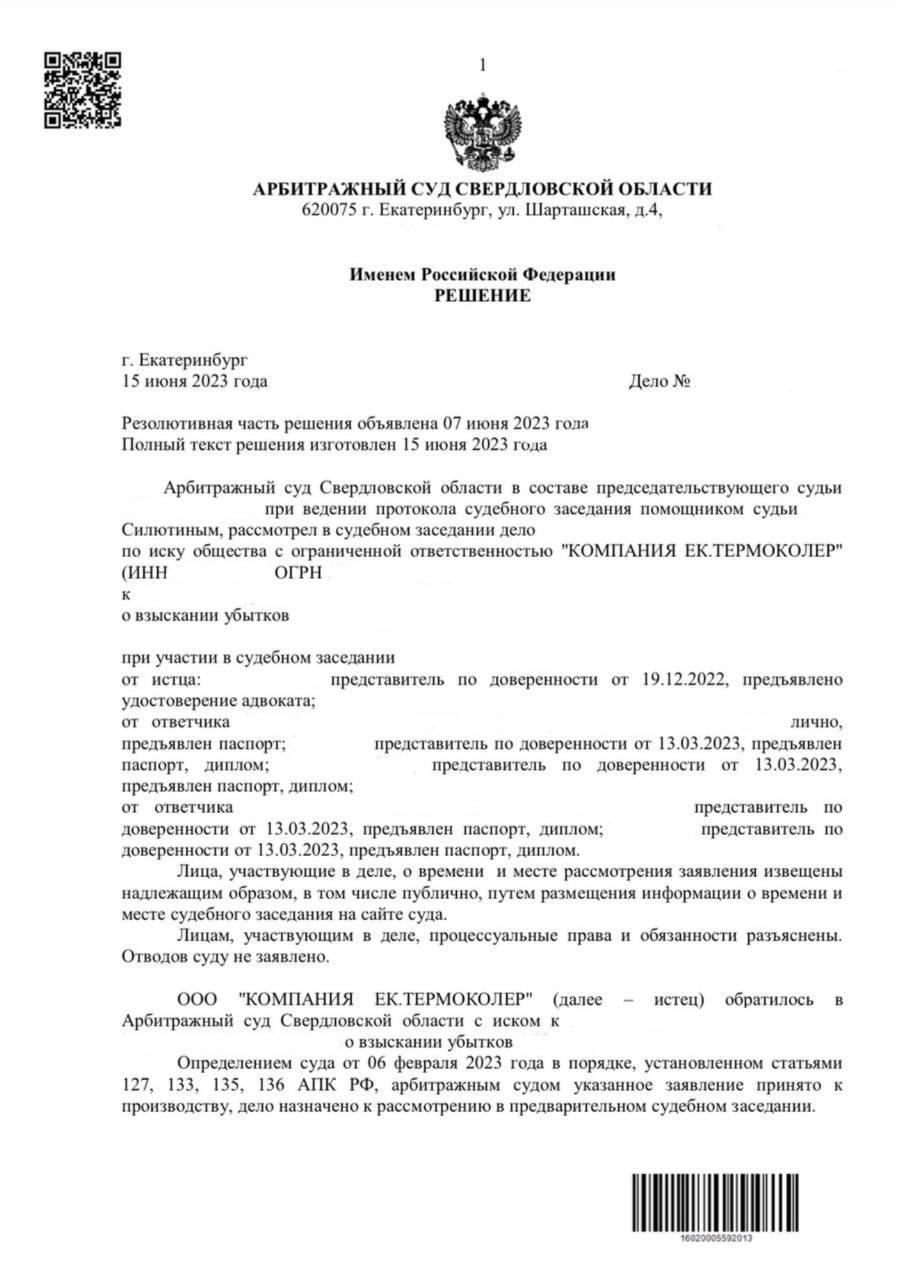 1
АРБИТРАЖНЫЙ СУД СВЕРДЛОВСКОЙ ОБЛАСТИ
620075 г. Екатеринбург, ул. Шарташская, д.4,
Именем Российской Федерации
РЕШЕНИЕ
г. Екатеринбург
15 июня 2023 года Дело №
Резолютивная часть решения объявлена 07 июня 2023 года
Полный текст решения изготовлен 15 июня 2023 года
Арбитражный суд Свердловской области в составе председательствующего судьи
при ведении протокола судебного заседания помощником судьи
Силютиным, рассмотрел в судебном заседании дело
по иску общества с ограниченной ответственностью "КОМПАНИЯ ЕК.ТЕРМОКОЛЕР"
(ИНН ОГРН
к
о взыскании убытков
при участии в судебном заседании
от истца: представитель по доверенности от 19.12.2022, предъявлено
удостоверение адвоката;
от ответчика лично,
предъявлен паспорт; представитель по доверенности от 13.03.2023, предъявлен
паспорт, диплом; представитель по доверенности от 13.03.2023,
предъявлен паспорт, диплом;
от ответчика представитель по
доверенности от 13.03.2023, предъявлен паспорт, диплом; представитель по
доверенности от 13.03.2023, предъявлен паспорт, диплом.
Лица, участвующие в деле, о времени и месте рассмотрения заявления извещены
надлежащим образом, в том числе публично, путем размещения информации о времени и
месте судебного заседания на сайте суда.
Лицам, участвующим в деле, процессуальные права и обязанности разъяснены.
Отводов суду не заявлено.
ООО "КОМПАНИЯ ЕК.ТЕРМОКОЛЕР" (далее – истец) обратилось в
Арбитражный суд Свердловской области с иском к
о взыскании убытков
Определением суда от 06 февраля 2023 года в порядке, установленном статьями
127, 133, 135, 136 АПК РФ, арбитражным судом указанное заявление принято к
производству, дело назначено к рассмотрению в предварительном судебном заседании.
16020005592013